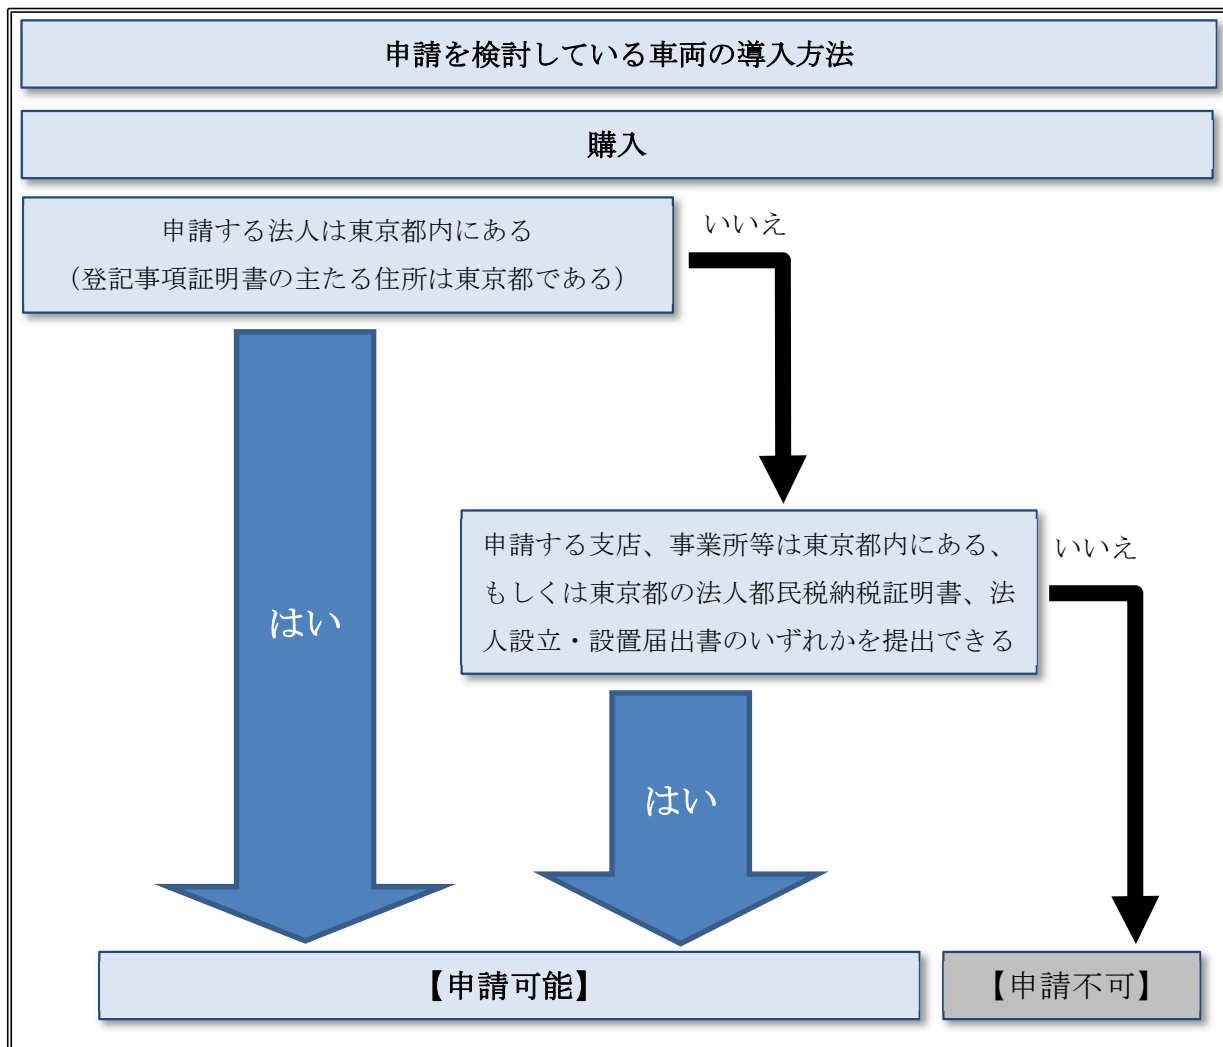 申請を検討している車両の導入方法
購入
申請する法人は東京都内にある
（登記事項証明書の主たる住所は東京都である）
いいえ
申請する支店、事業所等は東京都内にある、
もしくは東京都の法人都民税納税証明書、法
人設立・設置届出書のいずれかを提出できる
いいえ
はい
はい
【申請可能】
【申請不可】